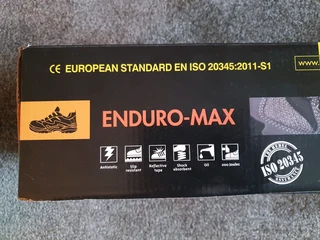 CE EUROPEAN STANDARD EN ISO 20345:2011-S1
www.
ENDURO-MAX
Antistatic
Slip resistant
Reflective tape
Shock absorbent
Oil
ISO 20345